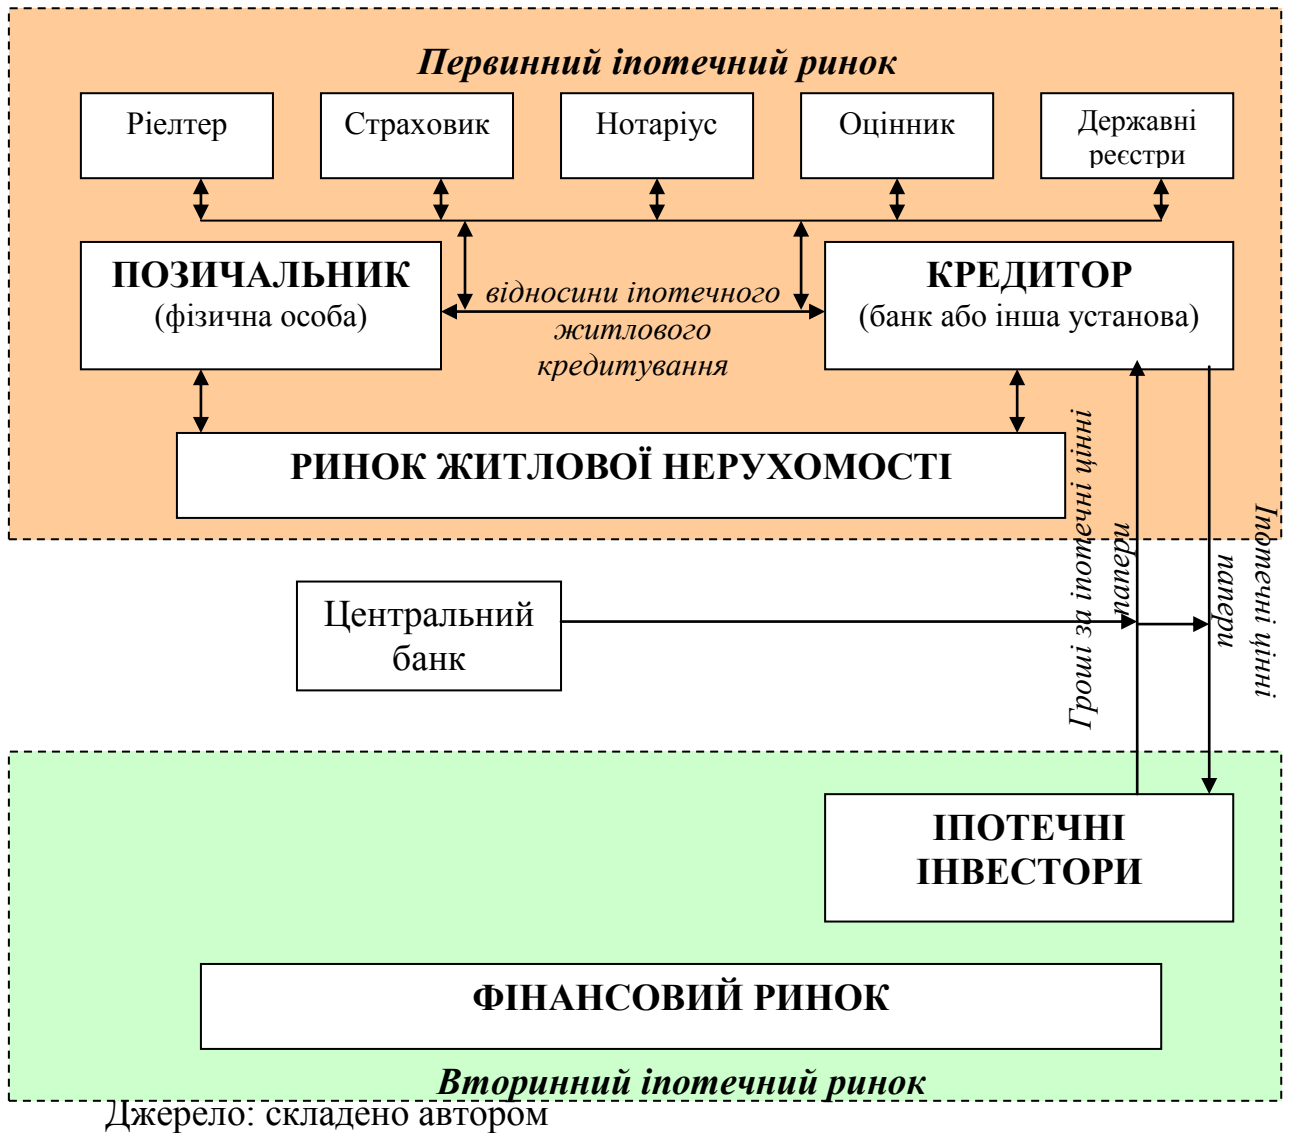 Первинний іпотечний ринок
Ріелтер
Страховик
Нотаріус
Оцінник
Державні
реєстри
ПОЗИЧАЛЬНИК
(фізична особа)
відносини іпотечного
житлового
кредитування
КРЕДИТОР
(банк або інша установа)
РИНОК ЖИТЛОВОЇ НЕРУХОМОСТІ
Гроші за іпотечні цінні
папери
Іпотечні цінні
папери
Центральний
банк
ІПОТЕЧНІ
ІНВЕСТОРИ
ФІНАНСОВИЙ РИНОК
Вторинний іпотечний ринок
Джерело: складено автором